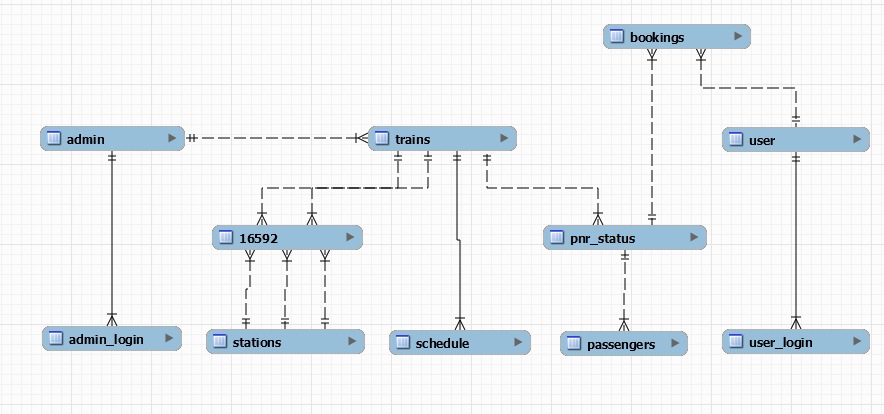 bookings
admin
trains
user
16592
pnr_status
admin_login
stations
schedule
passengers
user_login